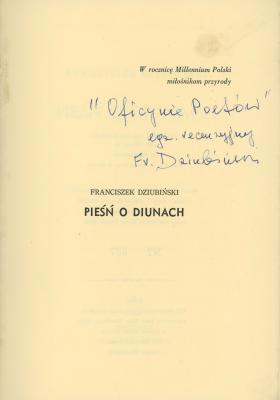 W rocznicę Millennium Polski
miłośnikom przyrody
"Oficynie Poetów"
egz. recenzyjny
Fr. Dziubiński
FRANCISZEK DZIUBIŃSKI
PIEŚŃ O DIUNACH